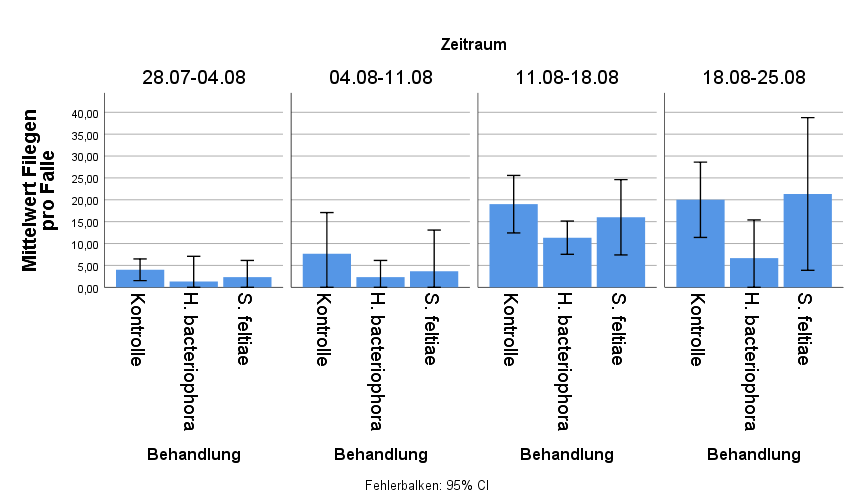 Zeitraum
28.07-04.08 04.08-11.08 11.08-18.08 18.08-25.08
Mittelwert Filegen
pro Falle
40,00
35,00
30,00
25,00
20,00
15,00
10,00
5,00
0,00
Kontrolle
H. bacteriophora
S. feltiae
Kontrolle
H. bacteriophora
S. feltiae
Kontrolle
H. bacteriophora
S. feltiae
Kontrolle
H. bacteriophora
S. feltiae
Behandlung Behandlung Behandlung Behandlung
Fehlerbalken: 95% CI